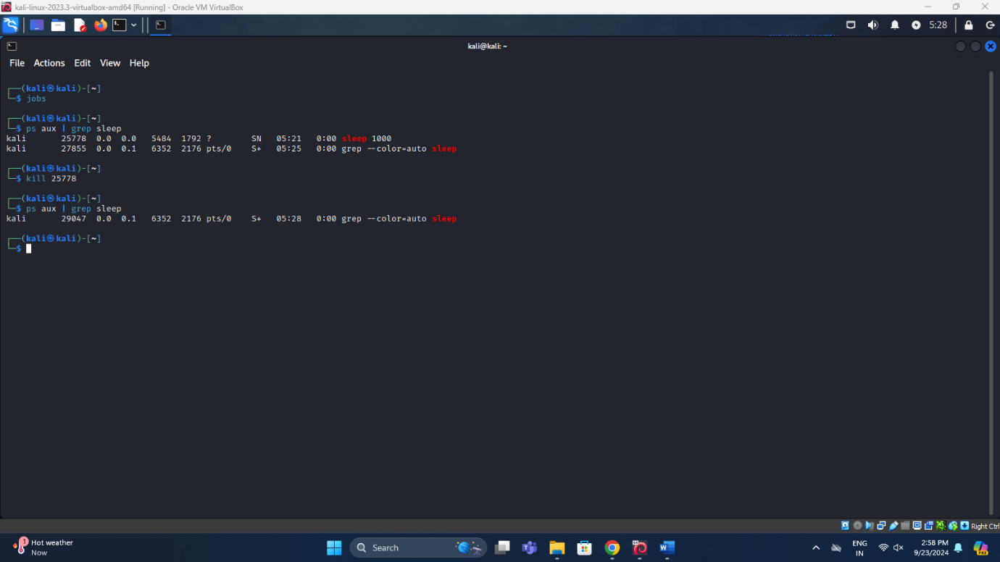 kali-linux-2023.3-virtualbox-amd64 [Running] - Oracle VM VirtualBox
5:28
kali@kali: ~
File Actions Edit View Help
┌──(kali㉿kali)-[~]
└─$ jobs
┌──(kali㉿kali)-[~]
└─$ ps aux | grep sleep
kali 25778 0.0 0.0 5484 1792 ? SN 05:21 0:00 sleep 1000
kali 27855 0.0 0.1 6352 2176 pts/0 S+ 05:25 0:00 grep --color=auto sleep
┌──(kali㉿kali)-[~]
└─$ kill 25778
┌──(kali㉿kali)-[~]
└─$ ps aux | grep sleep
kali 29047 0.0 0.1 6352 2176 pts/0 S+ 05:28 0:00 grep --color=auto sleep
┌──(kali㉿kali)-[~]
└─$
Right Ctrl
1
Hot weather
Now
Search
ENG
IN
2:58 PM
9/23/2024
PRE